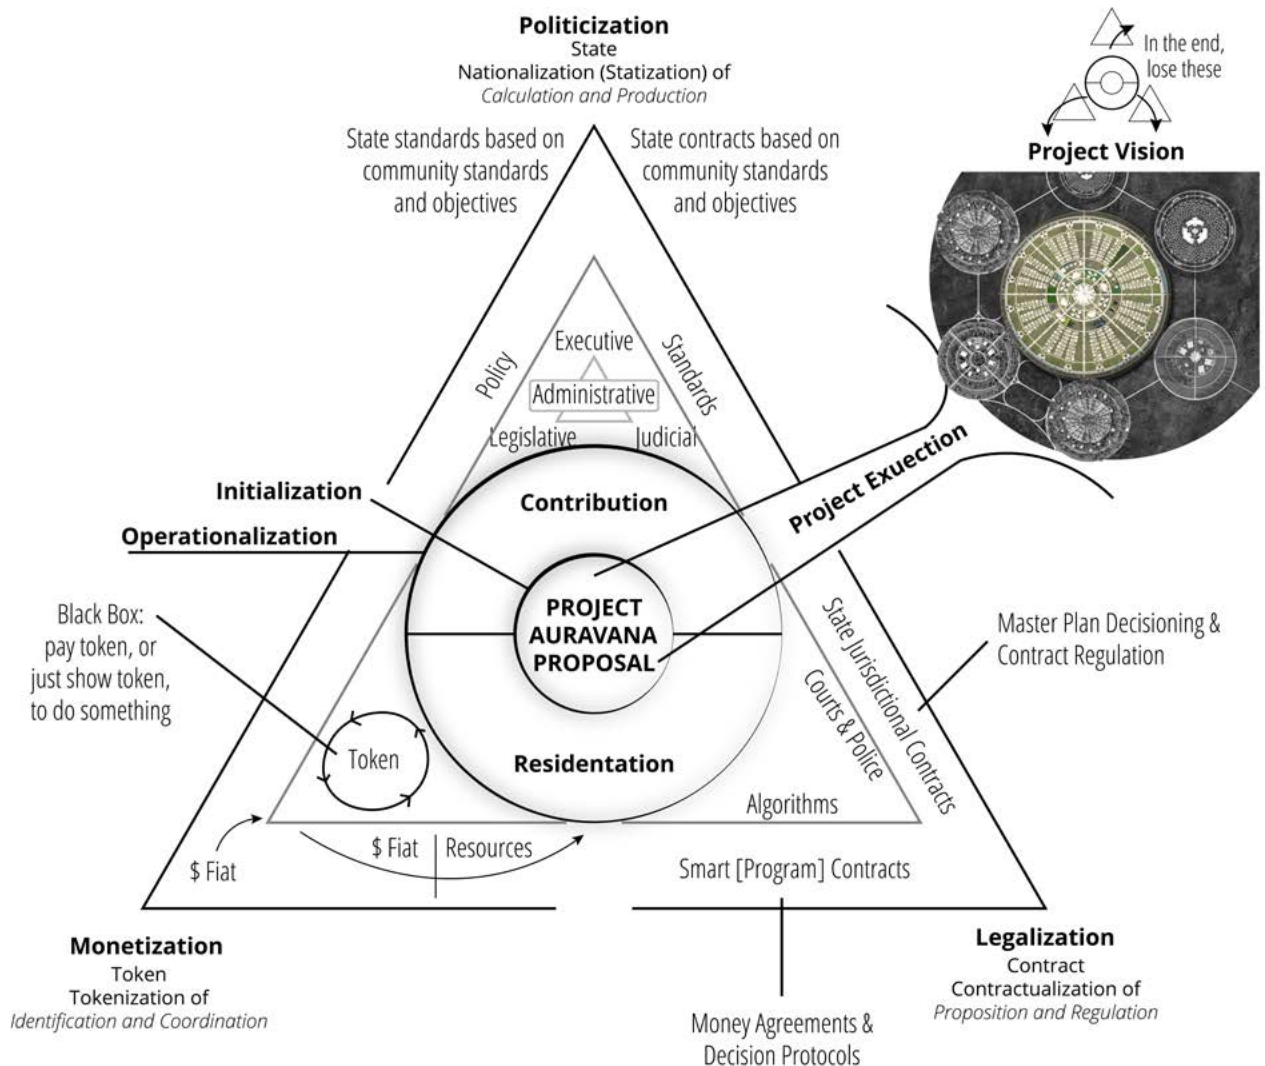 Politicization
State
Nationalization (Statization) of
Calculation and Production
In the end,
lose these
Project Vision
State standards based on
community standards
and objectives
State contracts based on
community standards
and objectives
Policy
Executive
Standards
Administrative
Legislative
Judicial
Initialization
Contribution
Project Exuection
Operationalization
PROJECT
AURAVANA
PROPOSAL
Black Box:
pay token, or
just show token,
to do something
Master Plan Decisioning &
Contract Regulation
State Jurisdictional Contracts
Courts & Police
Token
Residentation
Algorithms
$ Fiat
$ Fiat
Resources
Smart [Program] Contracts
Monetization
Token
Tokenization of
Identification and Coordination
Legalization
Contract
Contractualization of
Proposition and Regulation
Money Agreements &
Decision Protocols